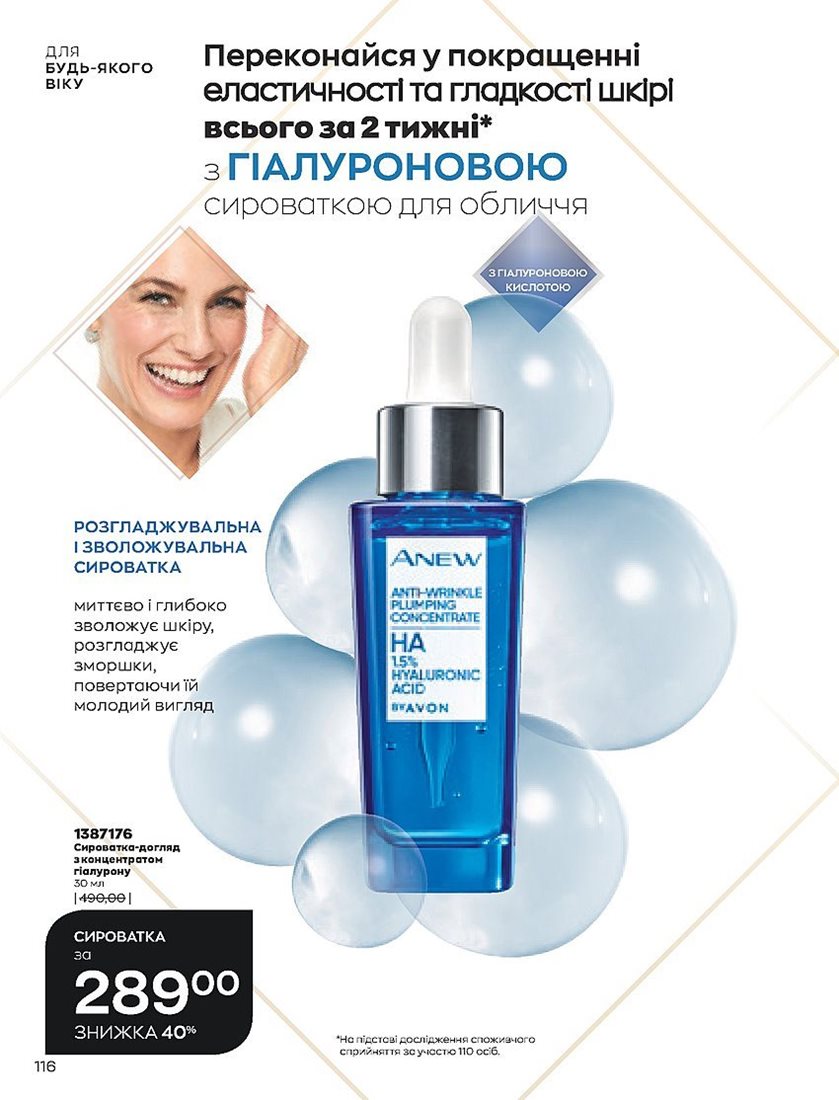 ДЛЯ
БУДЬ-ЯКОГО
ВІКУ
Переконайся у покращенні
еластичності та гладкості шкірі
всього за 2 тижні*
з ГІАЛУРОНОВОЮ
сироваткою для обличчя
З ГІАЛУРОНОВОЮ
КИСЛОТОЮ
РОЗГЛАДЖУВАЛЬНА
І ЗВОЛОЖУВАЛЬНА
СИРОВАТКА
миттєво і глибоко
зволожує шкіру,
розгладжує
зморшки,
повертаючи їй
молодий вигляд
ANEW
ANTI-WRINKLE
PLUMPING
CONCENTRATE
HA
1.5%
HYALURONIC
ACID
BY AVON
1387176
Сироватка-догляд
з концентратом
гіалурону
30 мл
|490,00|
СИРОВАТКА
за
289⁰⁰
ЗНИЖКА 40%
*На підстові дослідження споживчого
сприйняття за участю 110 осіб.
116